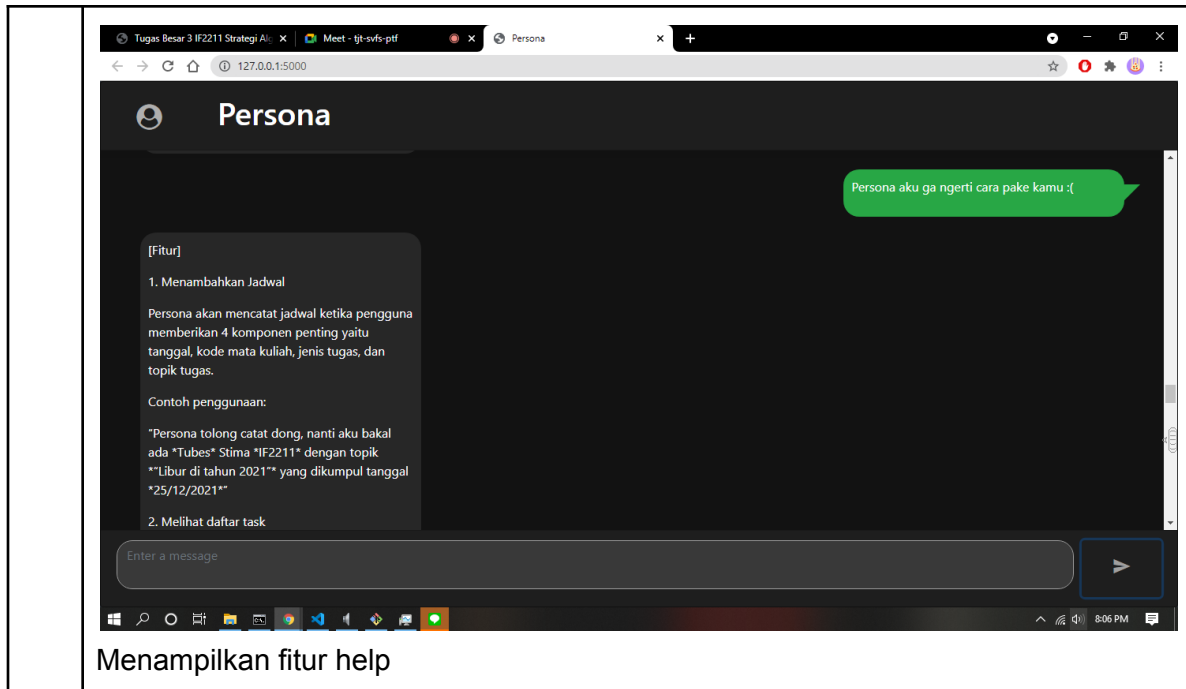 Tugas Besar 3 IF2211 Strategi Alg
Meet - tjt-svfs-ptf
Persona
127.0.0.1:5000
Persona
Persona aku ga ngerti cara pake kamu :(
[Fitur]
1. Menambahkan Jadwal
Persona akan mencatat jadwal ketika pengguna
memberikan 4 komponen penting yaitu
tanggal, kode mata kuliah, jenis tugas, dan
topik tugas.
Contoh penggunaan:
"Persona tolong catat dong, nanti aku bakal
ada *Tubes* Stima *IF2211* dengan topik
*"Libur di tahun 2021"* yang dikumpul tanggal
*25/12/2021*"
2. Melihat daftar task
Enter a message
8:06 PM
Menampilkan fitur help